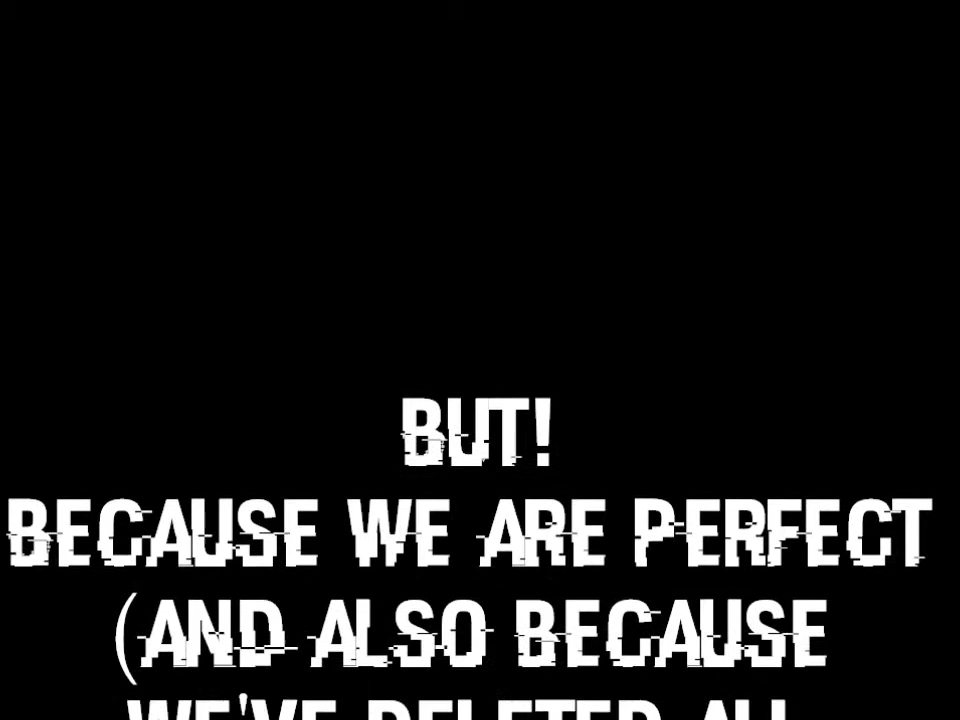 BUT!
BECAUSE WE ARE PERFECT
(AND ALSO BECAUSE
WE'VE DELETED ALL